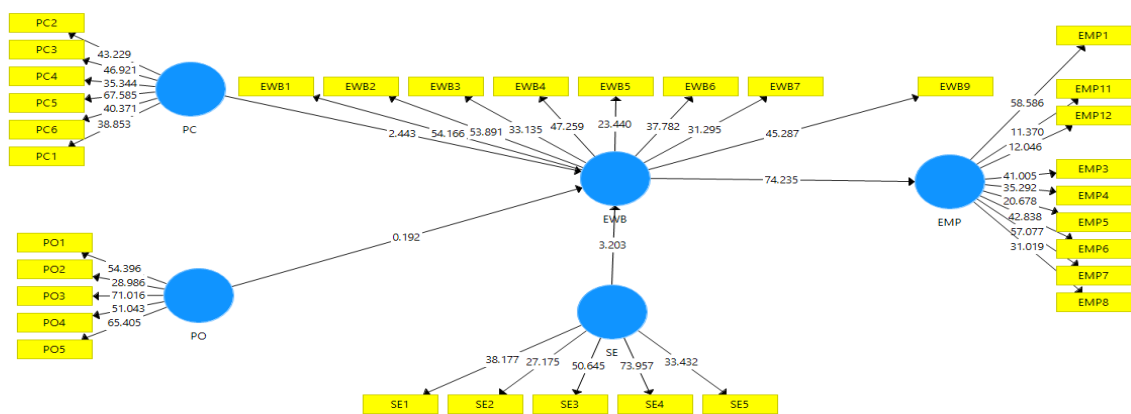 PC2
PC3
PC4
PC5
PC6
PC1
43.229
46.921
35.344
67.585
40.371
38.853
PC
EWB1
EWB2
EWB3
EWB4
EWB5
EWB6
EWB7
EWB9
2.443
54.166
53.891
33.135
47.259
23.440
37.782
31.295
45.287
EWB
74.235
EMP1
EMP11
EMP12
EMP3
EMP4
EMP5
EMP6
EMP7
EMP8
58.586
11.370
12.046
41.005
35.292
20.678
42.838
57.077
31.019
EMP
0.192
3.203
PO1
PO2
PO3
PO4
PO5
54.396
28.986
71.016
51.043
65.405
PO
SE
38.177
27.175
50.645
73.957
33.432
SE1
SE2
SE3
SE4
SE5